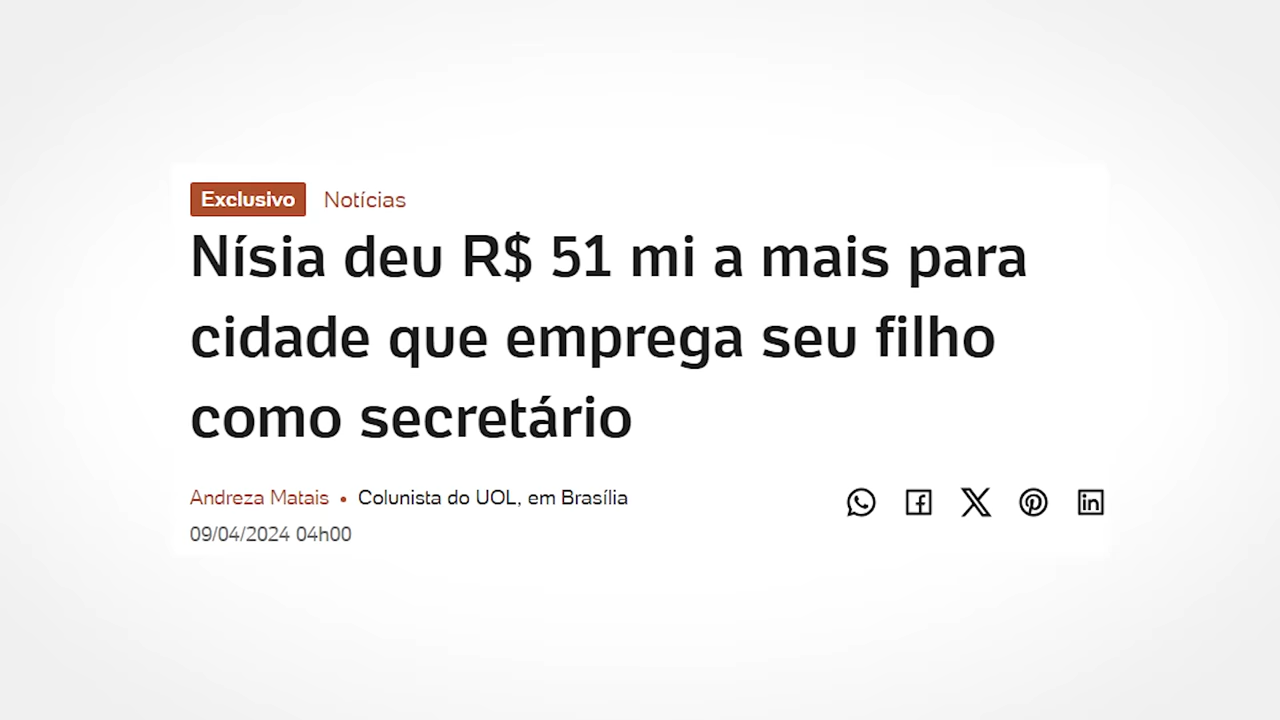 Exclusivo Notícias
Nísia deu R$ 51 mi a mais para
cidade que emprega seu filho
como secretário
Andreza Matais • Colunista do UOL, em Brasília
09/04/2024 04h00